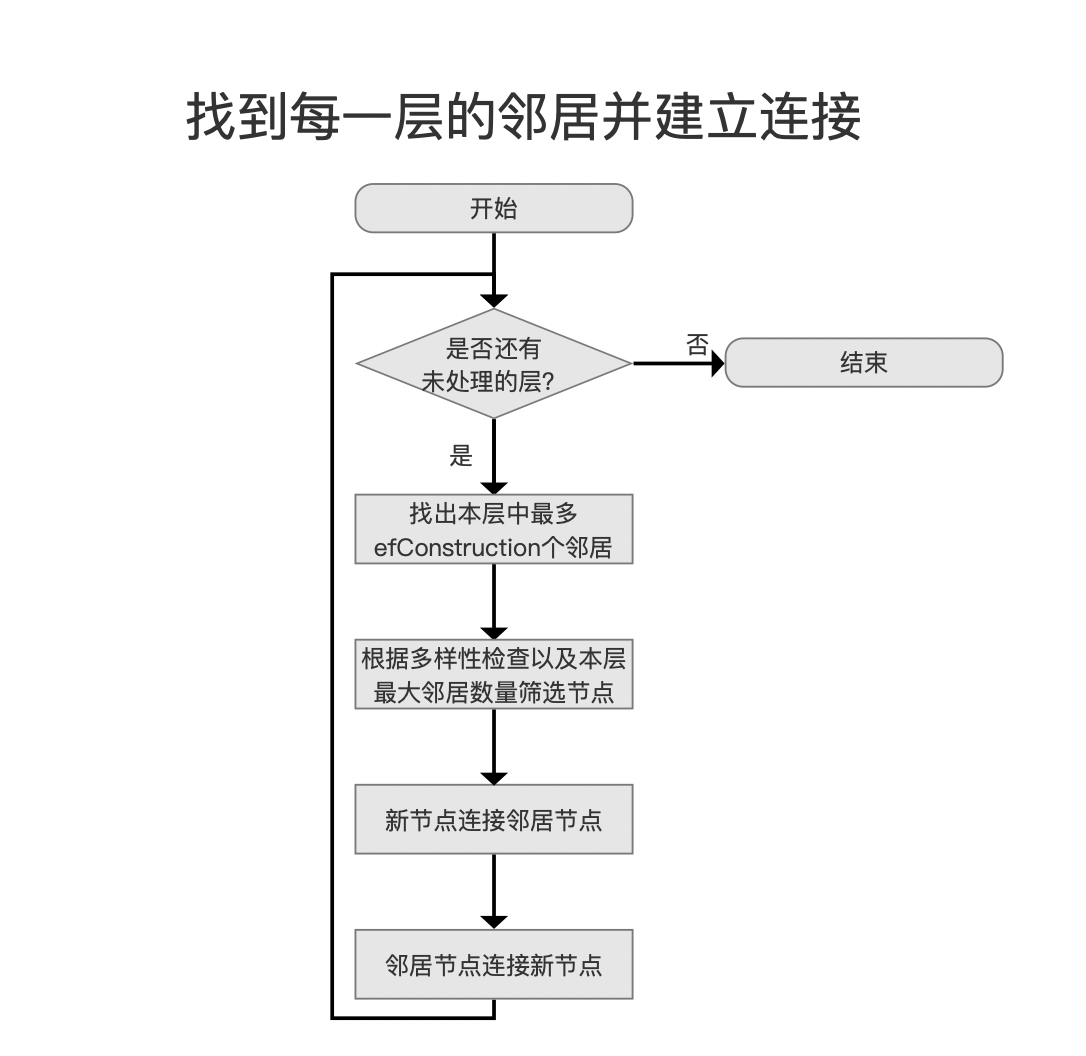 找到每一层的邻居并建立连接
开始
是否还有
未处理的层?
否
结束
是
找出本层中最多
efConstruction个邻居
根据多样性检查以及本层
最大邻居数量筛选节点
新节点连接邻居节点
邻居节点连接新节点